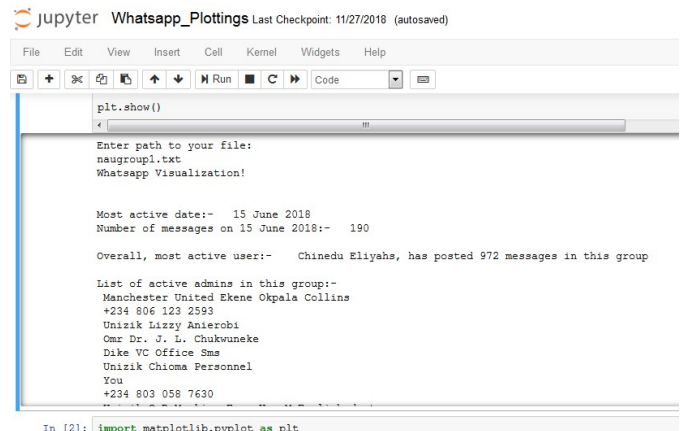 jupyter Whatsapp_Plottings Last Checkpoint: 11/27/2018 (autosaved)
File Edit View Insert Cell Kernel Widgets Help
Run Code
plt.show()
Enter path to your file:
naugroup1.txt
Whatsapp Visualization!
Most active date:- 15 June 2018
Number of messages on 15 June 2018:- 190
Overall, most active user:- Chinedu Eliyahs, has posted 972 messages in this group
List of active admins in this group:-
Manchester United Ekene Okpala Collins
+234 806 123 2593
Unizik Lizzy Anierobi
Omr Dr. J. L. Chukwuneke
Dike VC Office Sms
Unizik Chioma Personnel
You
+234 803 058 7630
In [2]: import matplotlib.pyplot as plt